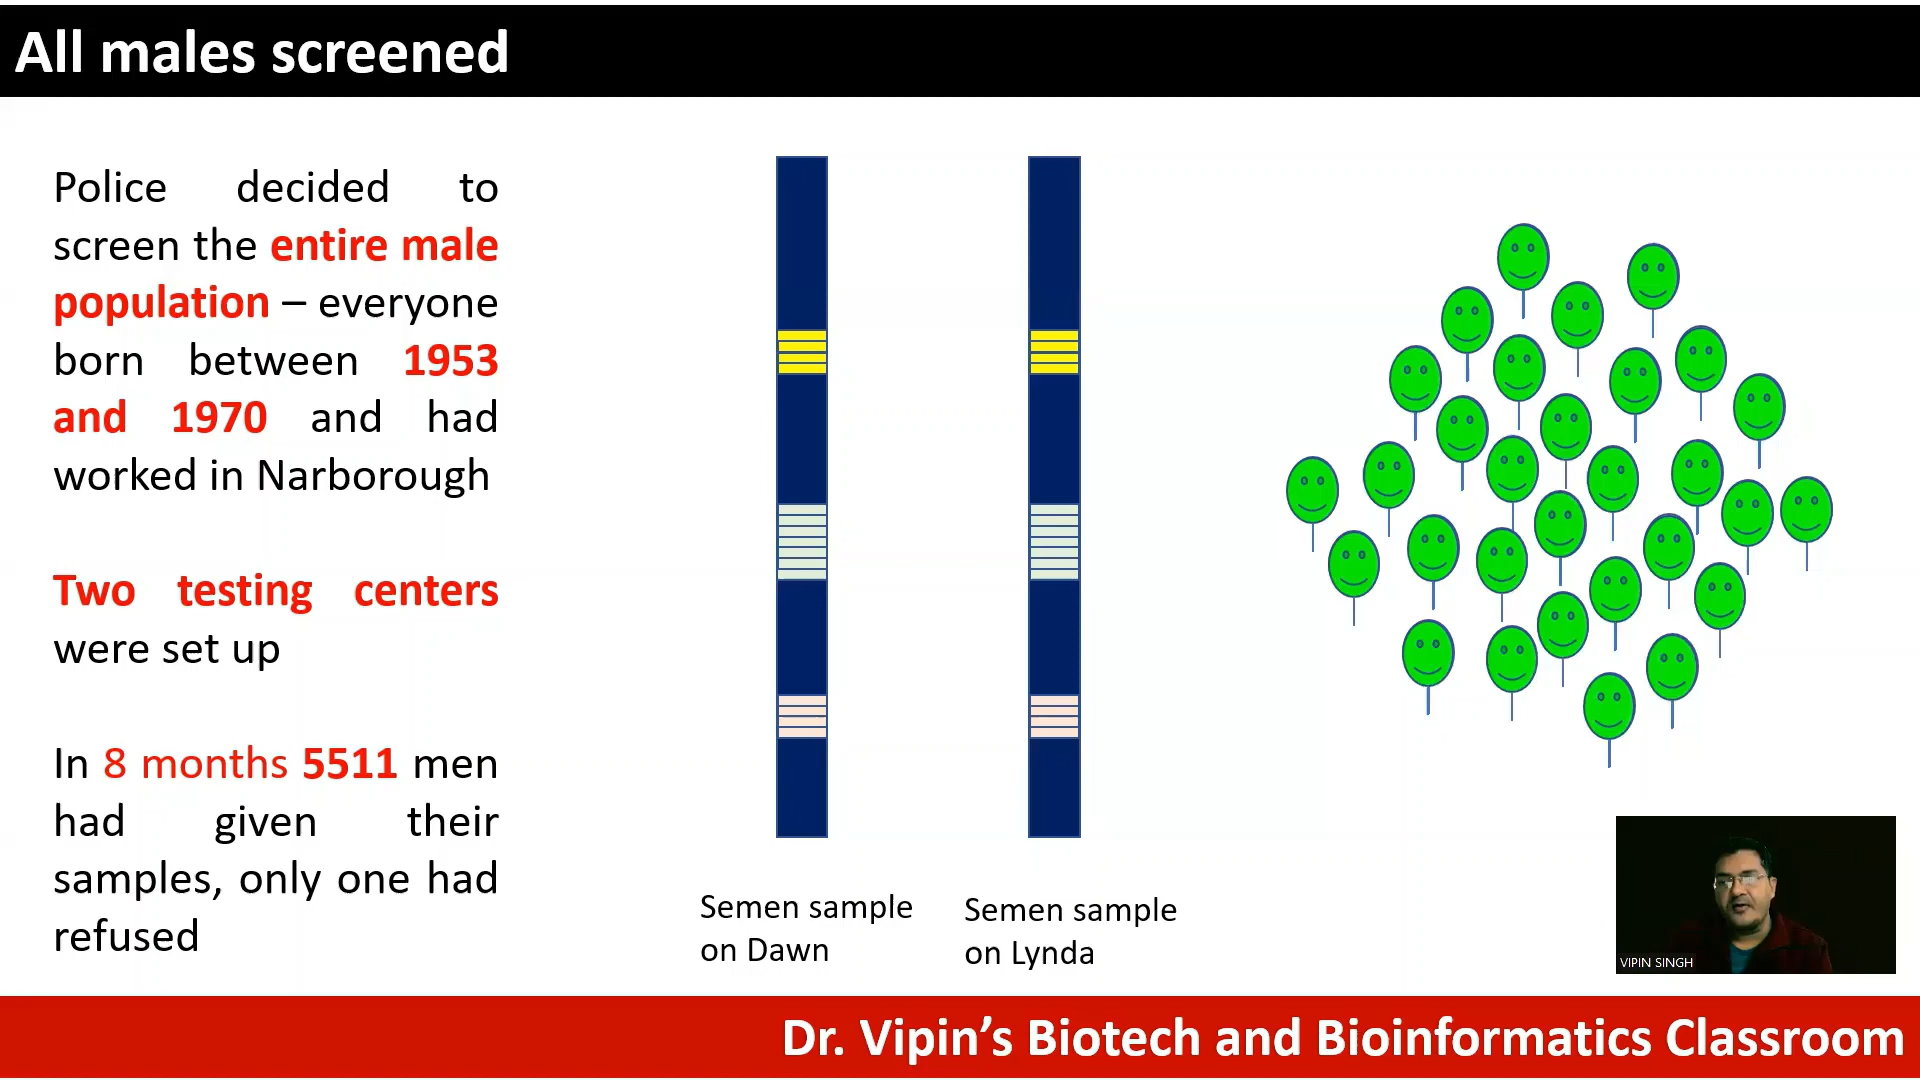 All males screened
Police decided to
screen the entire male
population – everyone
born between 1953
and 1970 and had
worked in Narborough
Two testing centers
were set up
In 8 months 5511 men
had given their
samples, only one had
refused
Semen sample
on Dawn
Semen sample
on Lynda
VIPIN SINGH
Dr. Vipin’s Biotech and Bioinformatics Classroom